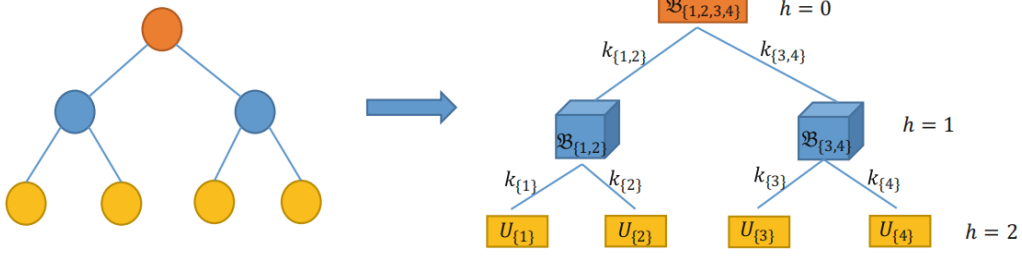 𝔅{1,2,3,4} h = 0
k{1,2} k{3,4}
𝔅{1,2} 𝔅{3,4} h = 1
k{1} k{2} k{3} k{4}
U{1} U{2} U{3} U{4} h = 2